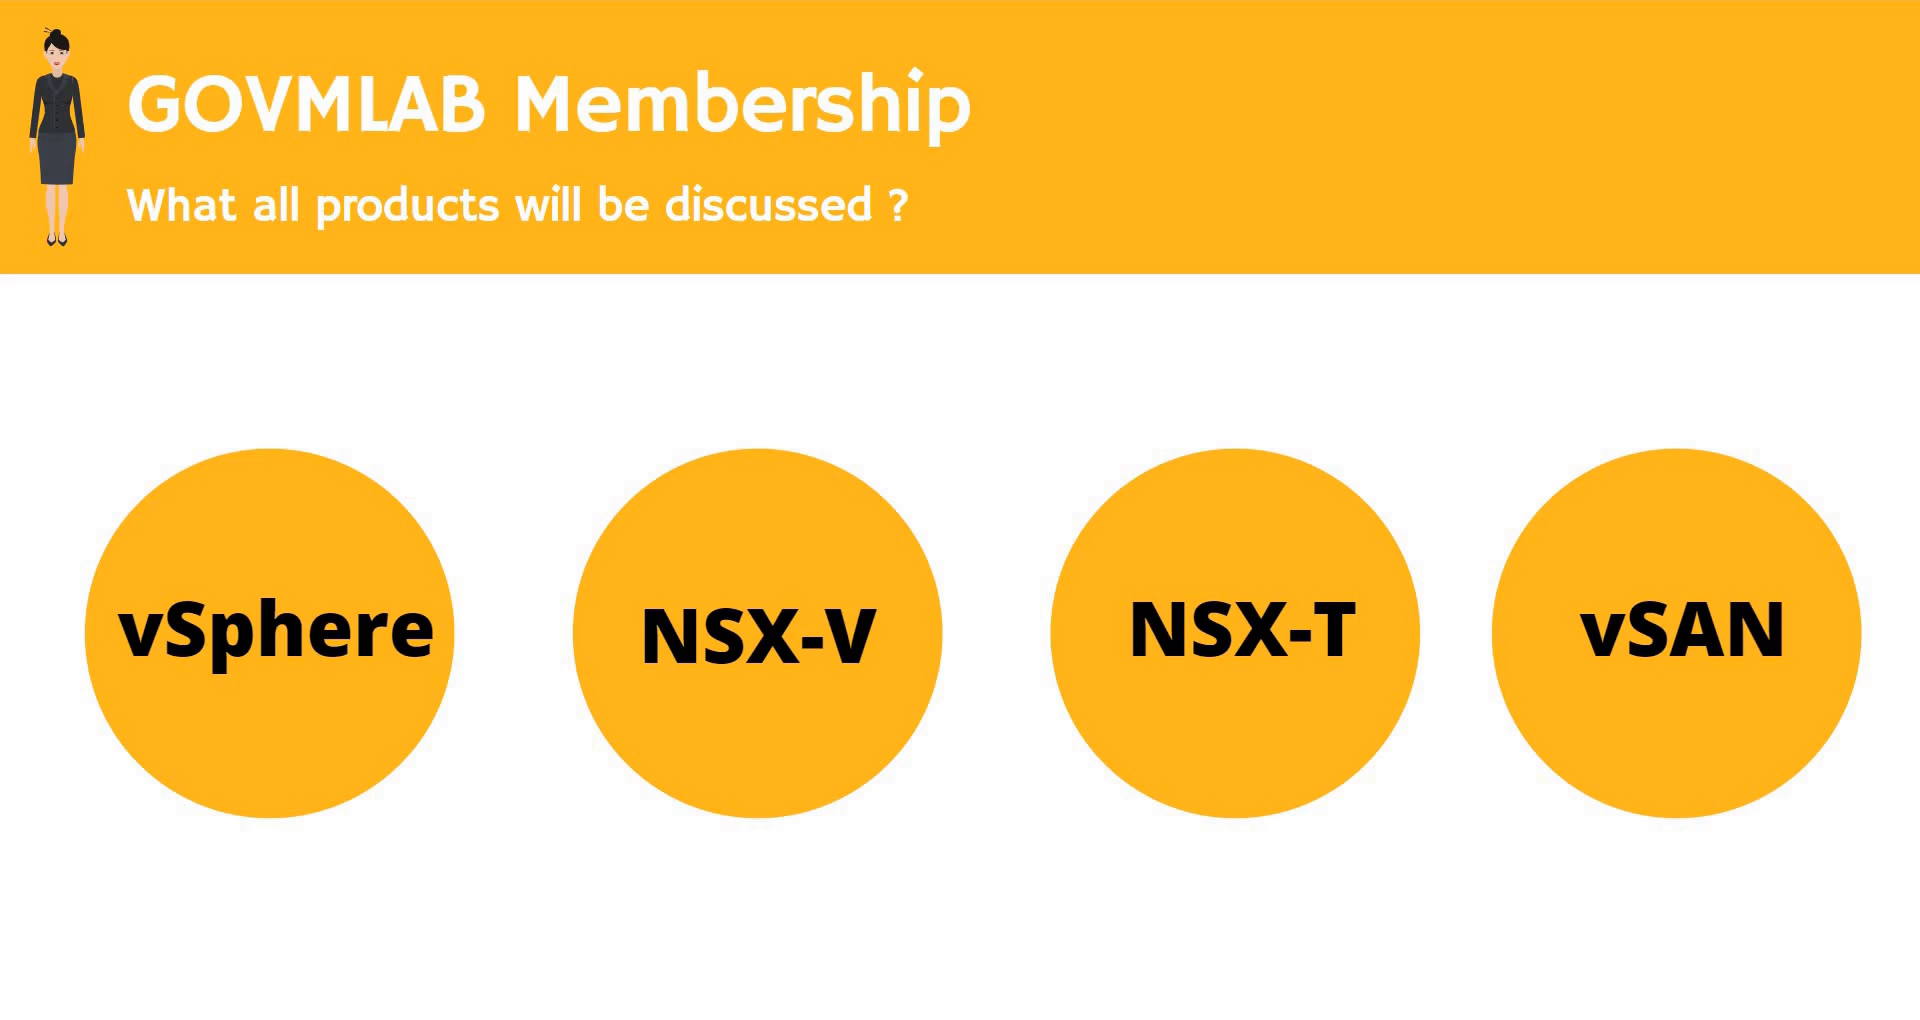 GOVMLAB Membership
What all products will be discussed ?
vSphere
NSX-V
NSX-T
vSAN